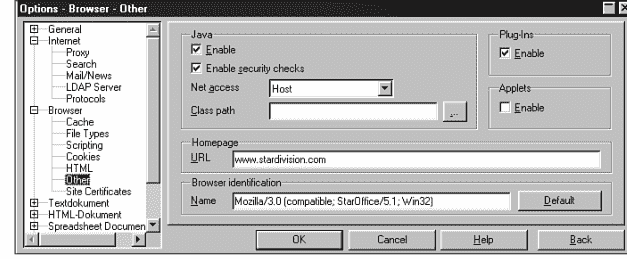 Options - Browser - Other
General
Internet
Proxy
Search
Mail/News
LDAP Server
Protocols
Browser
Cache
File Types
Scripting
Cookies
HTML
Other
Site Certificates
Textdokument
HTML-Dokument
Spreadsheet Documen
Java
Enable
Enable security checks
Net access Host
Class path ...
Plug-Ins
Enable
Applets
Enable
Homepage
URL www.stardivision.com
Browser identification
Name Mozilla/3.0 (compatible; StarOffice/5.1; Win32) Default
OK Cancel Help Back